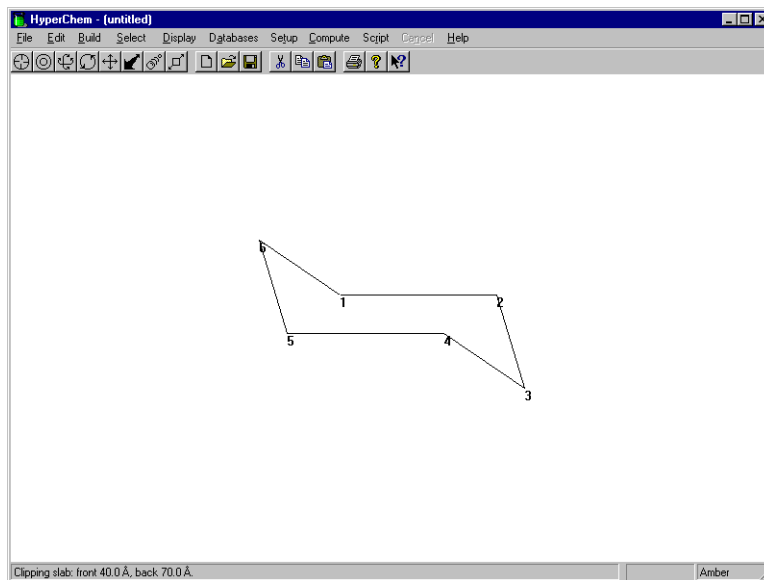 HyperChem - (untitled)
File Edit Build Select Display Databases Setup Compute Script Cancel Help
6
1 2
5 4
3
Clipping slab: front 40.0 Å, back 70.0 Å. Amber